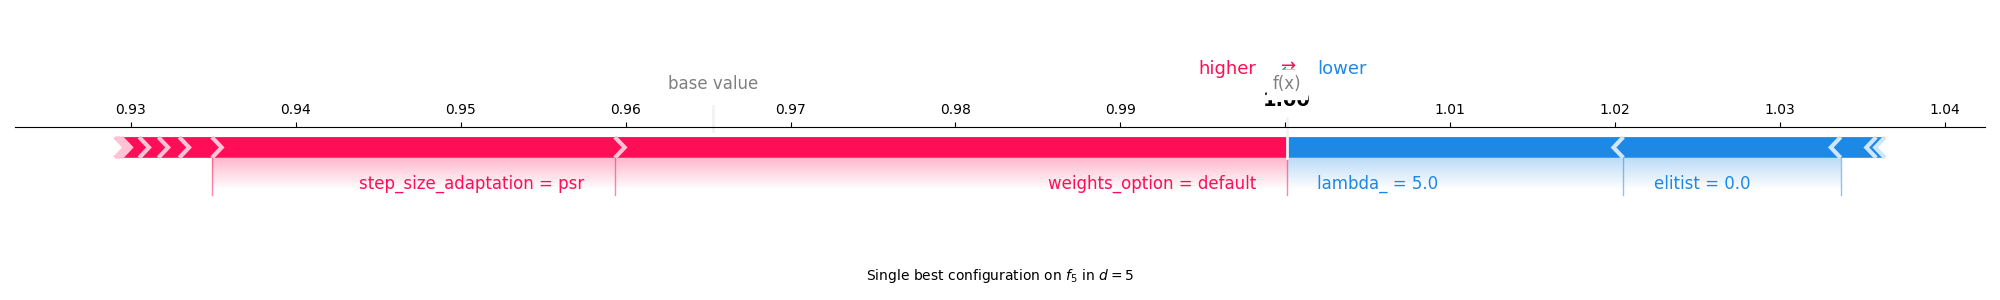 higher ⇄ lower
base value f(x)
1.00
0.93 0.94 0.95 0.96 0.97 0.98 0.99 1.01 1.02 1.03 1.04
step_size_adaptation = psr weights_option = default lambda_ = 5.0 elitist = 0.0
Single best configuration on f₅ in d = 5